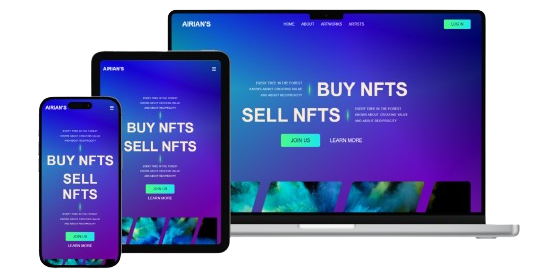 AIRIAN'S
HOME ABOUT ARTWORKS ARTISTS
LOG IN
EVERY TREE IN THE FOREST
KNOWS ABOUT CREATING VALUE
AND ABOUT RECIPROCITY
BUY NFTS
SELL NFTS
EVERY TREE IN THE FOREST
KNOWS ABOUT CREATING VALUE
AND ABOUT RECIPROCITY
JOIN US
LEARN MORE
AIRIAN'S
EVERY TREE IN THE FOREST
KNOWS ABOUT CREATING VALUE
AND ABOUT RECIPROCITY
BUY NFTS
SELL NFTS
EVERY TREE IN THE FOREST
KNOWS ABOUT CREATING VALUE
AND ABOUT RECIPROCITY
JOIN US
LEARN MORE
AIRIAN'S
EVERY TREE IN THE FOREST
KNOWS ABOUT CREATING VALUE
AND ABOUT RECIPROCITY
BUY NFTS
SELL
NFTS
EVERY TREE IN THE FOREST
KNOWS ABOUT CREATING VALUE
AND ABOUT RECIPROCITY
JOIN US
LEARN MORE